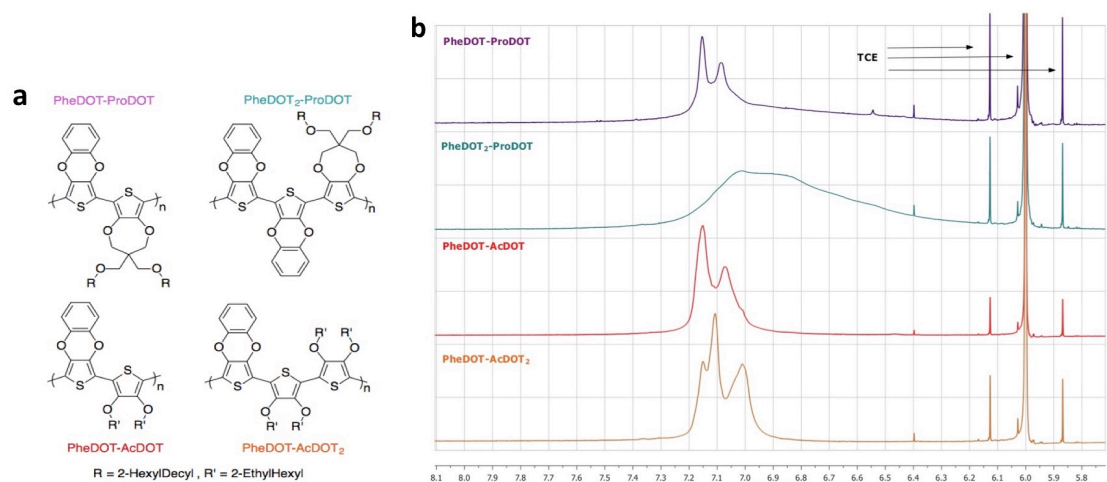 a
PheDOT-ProDOT
PheDOT₂-ProDOT
R
R
O
O
O
O
O
O
O
O
S
S
S
S
n
S
n
O
O
O
O
O
O
R
R
R'
R'
O
O
O
O
O
O
S
S
S
n
S
S
n
O
O
O
O
R'
R'
R'
R'
PheDOT-AcDOT
PheDOT-AcDOT₂
R = 2-HexylDecyl , R' = 2-EthylHexyl
b
PheDOT-ProDOT
TCE
PheDOT₂-ProDOT
PheDOT-AcDOT
PheDOT-AcDOT₂
8.1 8.0 7.9 7.8 7.7 7.6 7.5 7.4 7.3 7.2 7.1 7.0 6.9 6.8 6.7 6.6 6.5 6.4 6.3 6.2 6.1 6.0 5.9 5.8